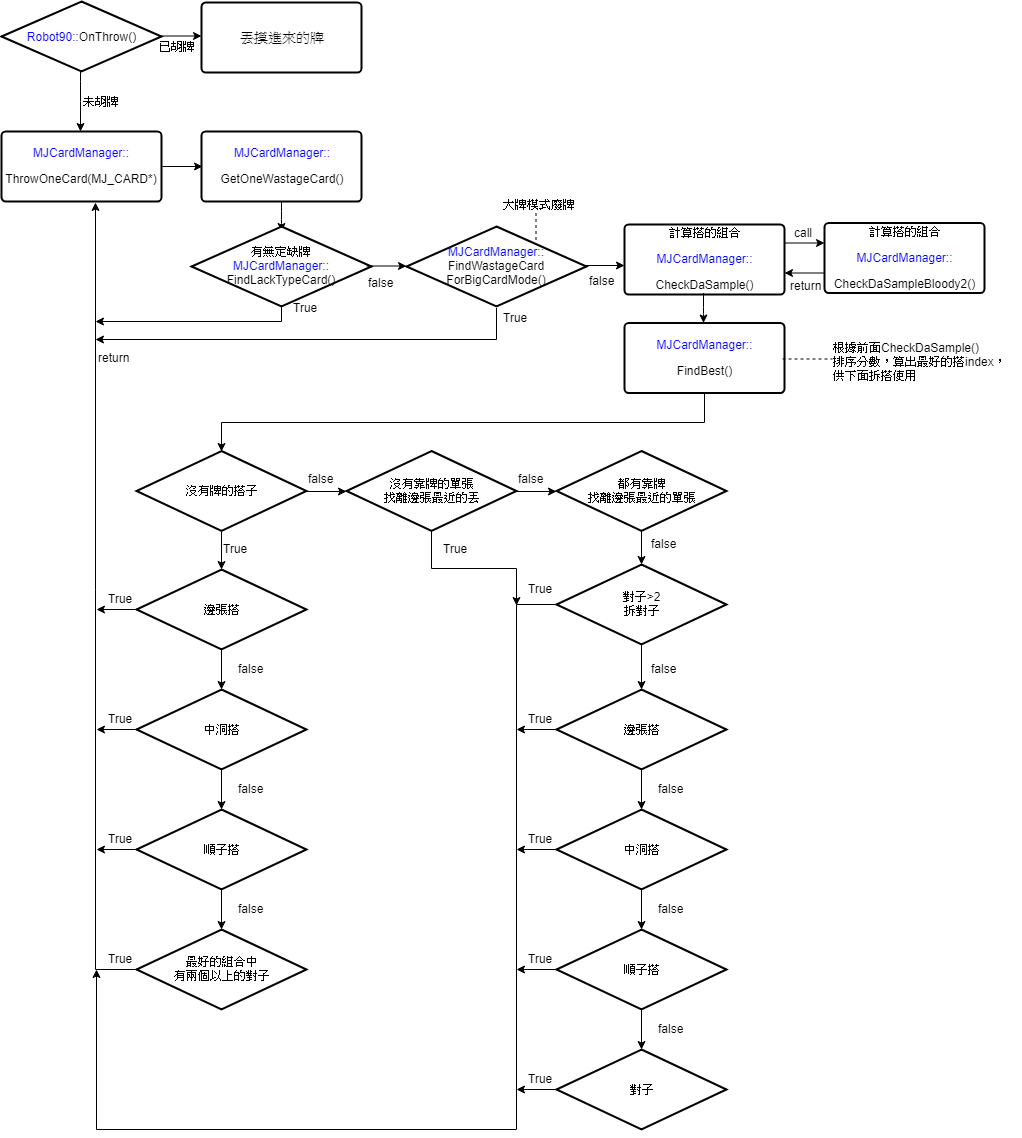 Robot90::OnThrow()
已胡牌
丟摸進來的牌
未胡牌
MJCardManager::
ThrowOneCard(MJ_CARD*)
MJCardManager::
GetOneWastageCard()
大牌模式廢牌
有無定缺牌
MJCardManager::
FindLackTypeCard()
false
True
MJCardManager::
FindWastageCard
ForBigCardMode()
false
True
計算搭的組合
MJCardManager::
CheckDaSample()
call
return
計算搭的組合
MJCardManager::
CheckDaSampleBloody2()
return
MJCardManager::
FindBest()
根據前面CheckDaSample()
排序分數，算出最好的搭index，
供下面拆搭使用
沒有牌的搭子
false
沒有靠牌的單張
找離邊張最近的丟
false
都有靠牌
找離邊張最近的單張
True
True
false
True
邊張搭
True
對子>2
拆對子
false
false
True
中洞搭
True
邊張搭
false
false
True
順子搭
True
中洞搭
false
false
True
最好的組合中
有兩個以上的對子
True
順子搭
false
True
對子